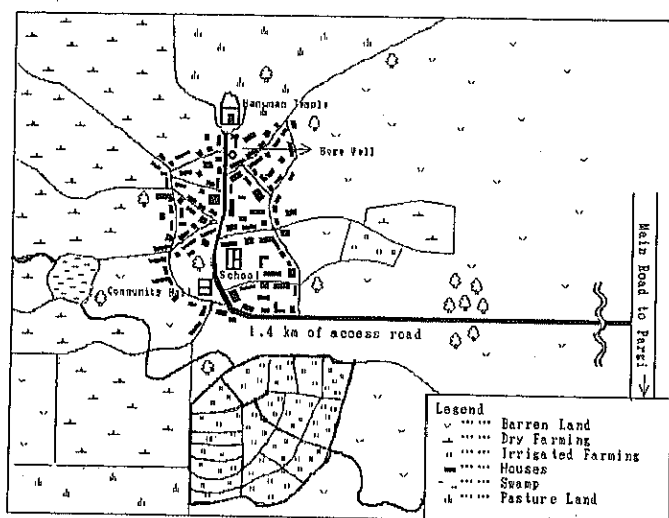 Hanuman Temple
Bore Well
Main Road to Pargi
School
Community Hall
1.4 km of access road
Legend
Barren Land
Dry Farming
Irrigated Farming
Houses
Swamp
Pasture Land